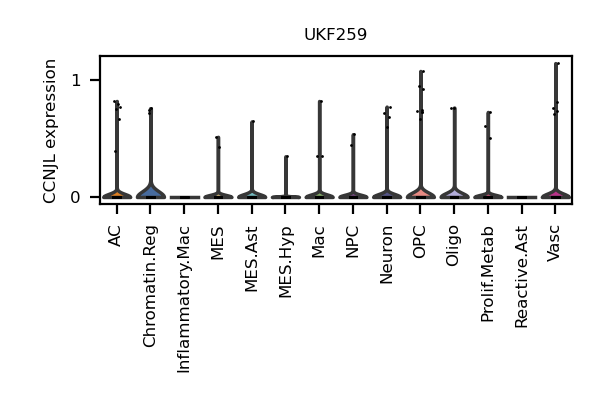 UKF259
CCNJL expression
1
0
AC
Chromatin.Reg
Inflammatory.Mac
MES
MES.Ast
MES.Hyp
Mac
NPC
Neuron
OPC
Oligo
Prolif.Metab
Reactive.Ast
Vasc